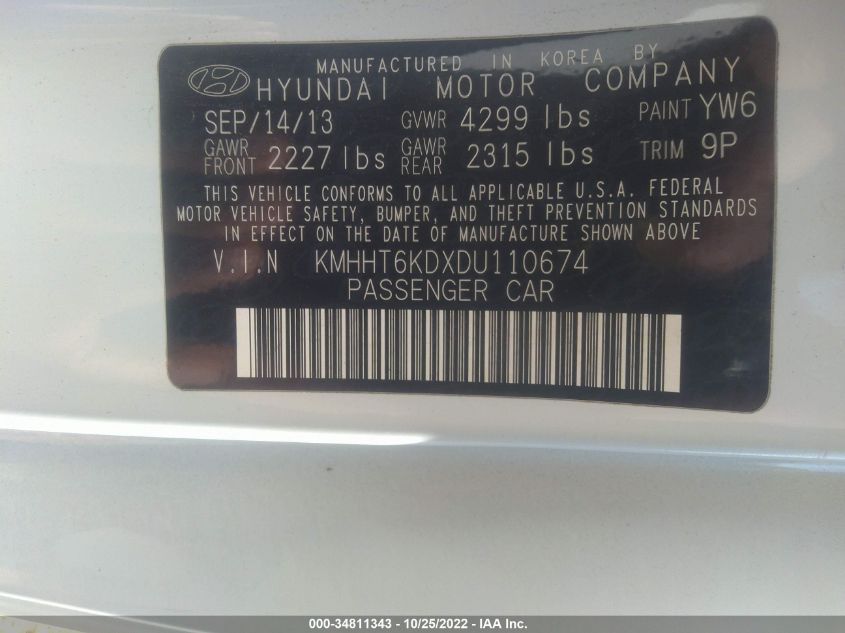 MANUFACTURED IN KOREA BY
HYUNDAI MOTOR COMPANY
SEP/14/13 GVWR 4299 lbs PAINT YW6
GAWR FRONT 2227 lbs GAWR REAR 2315 lbs TRIM 9P
THIS VEHICLE CONFORMS TO ALL APPLICABLE U.S.A. FEDERAL
MOTOR VEHICLE SAFETY, BUMPER, AND THEFT PREVENTION STANDARDS
IN EFFECT ON THE DATE OF MANUFACTURE SHOWN ABOVE
V.I.N KMHHT6KDXDU110674
PASSENGER CAR
000-34811343 - 10/25/2022 - IAA Inc.